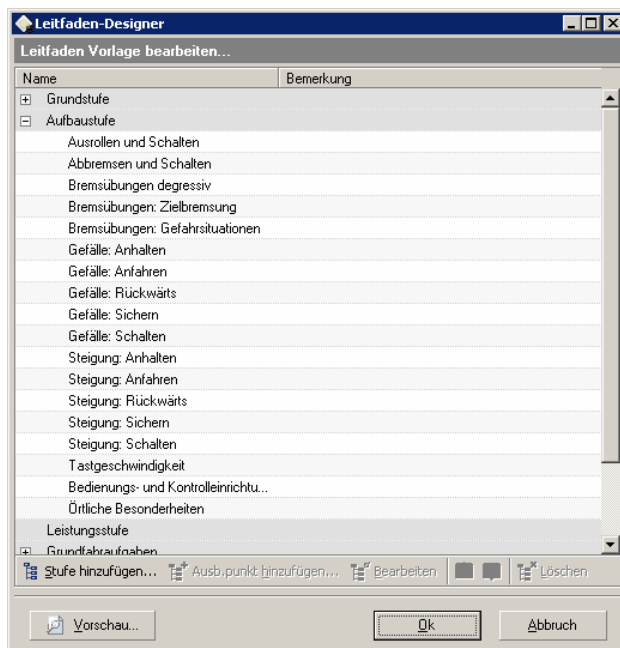 Leitfaden-Designer
Leitfaden Vorlage bearbeiten...
Name Bemerkung
Grundstufe
Aufbaustufe
Ausrollen und Schalten
Abbremsen und Schalten
Bremsübungen degressiv
Bremsübungen: Zielbremsung
Bremsübungen: Gefahrsituationen
Gefälle: Anhalten
Gefälle: Anfahren
Gefälle: Rückwärts
Gefälle: Sichern
Gefälle: Schalten
Steigung: Anhalten
Steigung: Anfahren
Steigung: Rückwärts
Steigung: Sichern
Steigung: Schalten
Tastgeschwindigkeit
Bedienungs- und Kontrolleinrichtu...
Örtliche Besonderheiten
Leistungsstufe
Grundfahraufgaben
Stufe hinzufügen... Ausb.punkt hinzufügen... Bearbeiten Löschen
Vorschau... Ok Abbruch